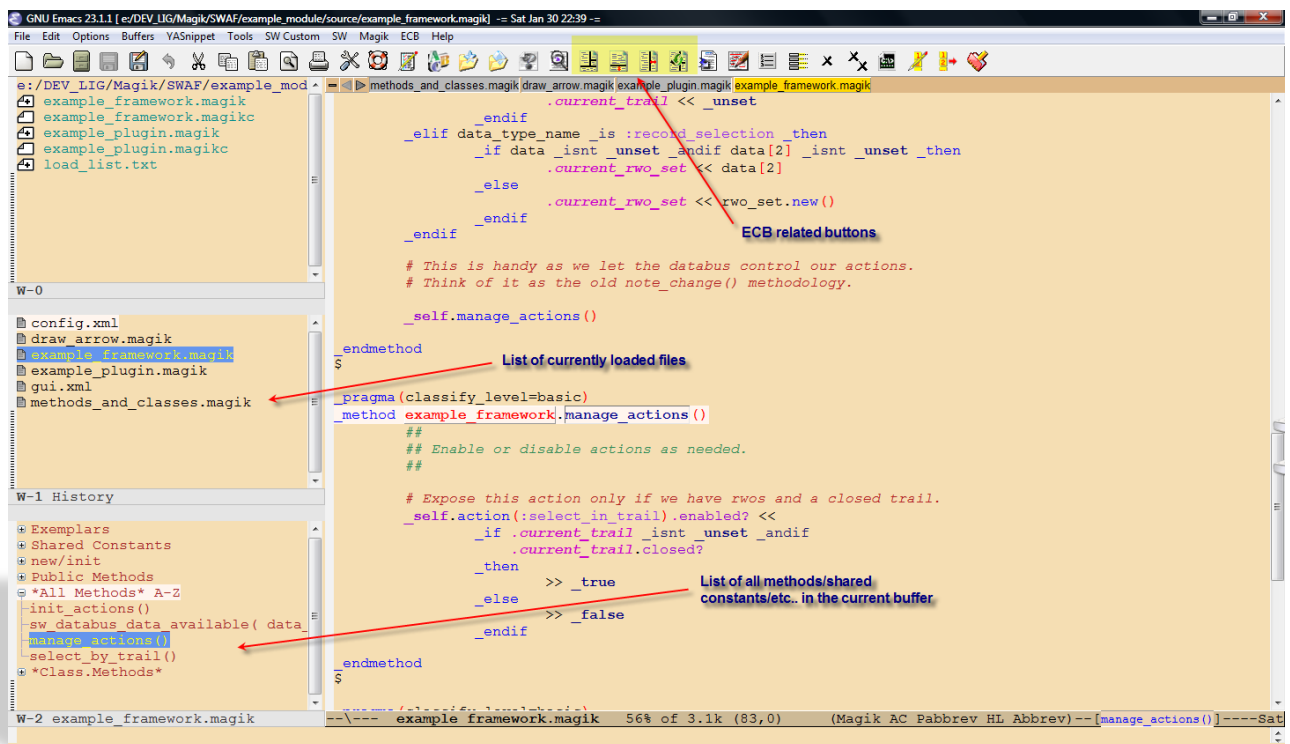 GNU Emacs 23.1.1 [ e:/DEV_LIG/Magik/SWAF/example_module/source/example_framework.magik] -= Sat Jan 30 22:39 -=
File Edit Options Buffers YASnippet Tools SW Custom SW Magik ECB Help
e:/DEV_LIG/Magik/SWAF/example_mod
example_framework.magik
example_framework.magikc
example_plugin.magik
example_plugin.magikc
load_list.txt
W-0
config.xml
draw_arrow.magik
example_framework.magik
example_plugin.magik
gui.xml
methods_and_classes.magik
W-1 History
Exemplars
Shared Constants
new/init
Public Methods
*All Methods* A-Z
init_actions()
sw_databus_data_available( data_
manage_actions()
select_by_trail()
*Class.Methods*
W-2 example_framework.magik
methods_and_classes.magik draw_arrow.magik example_plugin.magik example_framework.magik
.current_trail << _unset
_endif
_elif data_type_name _is :record_selection _then
_if data _isnt _unset _andif data[2] _isnt _unset _then
.current_rwo_set << data[2]
_else
.current_rwo_set << rwo_set.new()
_endif
_endif
ECB related buttons
# This is handy as we let the databus control our actions.
# Think of it as the old note_change() methodology.
_self.manage_actions()
_endmethod
$
List of currently loaded files
_pragma(classify_level=basic)
_method example_framework.manage_actions()
##
## Enable or disable actions as needed.
##
# Expose this action only if we have rwos and a closed trail.
_self.action(:select_in_trail).enabled? <<
_if .current_trail _isnt _unset _andif
.current_trail.closed?
_then
>> _true
_else
>> _false
_endif
List of all methods/shared
constants/etc.. in the current buffer
_endmethod
$
--\--- example framework.magik 56% of 3.1k (83,0) (Magik AC Pabbrev HL Abbrev)--[manage_actions()]----Sat